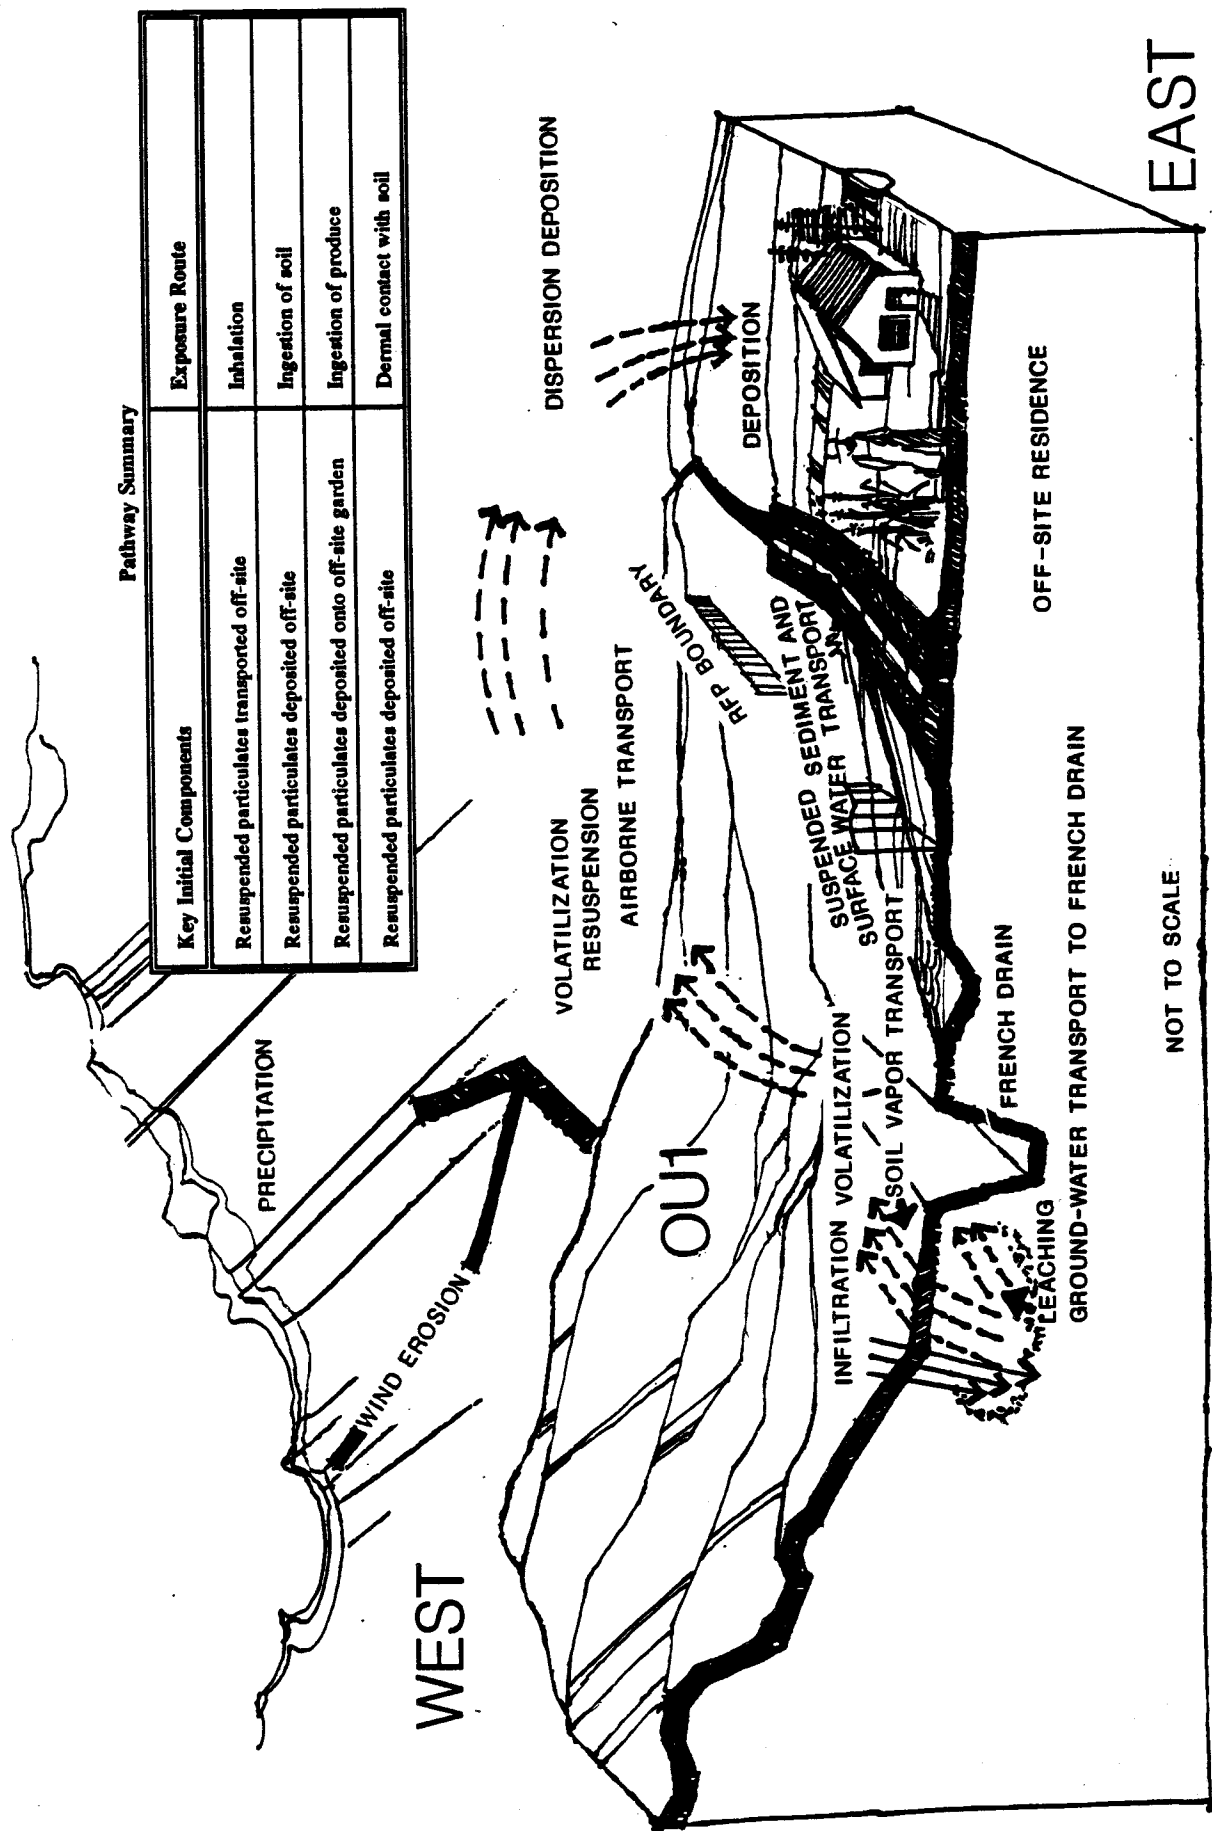 Pathway Summary
Key Initial Components Exposure Route
Resuspended particulates transported off-site Inhalation
Resuspended particulates deposited off-site Ingestion of soil
Resuspended particulates deposited onto off-site garden Ingestion of produce
Resuspended particulates deposited off-site Dermal contact with soil
PRECIPITATION
WIND EROSION
WEST
VOLATILIZATION
RESUSPENSION
AIRBORNE TRANSPORT
DISPERSION DEPOSITION
RFP BOUNDARY
DEPOSITION
OU1
SUSPENDED SEDIMENT AND
SURFACE WATER TRANSPORT
INFILTRATION VOLATILIZATION
SOIL VAPOR TRANSPORT
FRENCH DRAIN
LEACHING
GROUND-WATER TRANSPORT TO FRENCH DRAIN
OFF-SITE RESIDENCE
NOT TO SCALE
EAST